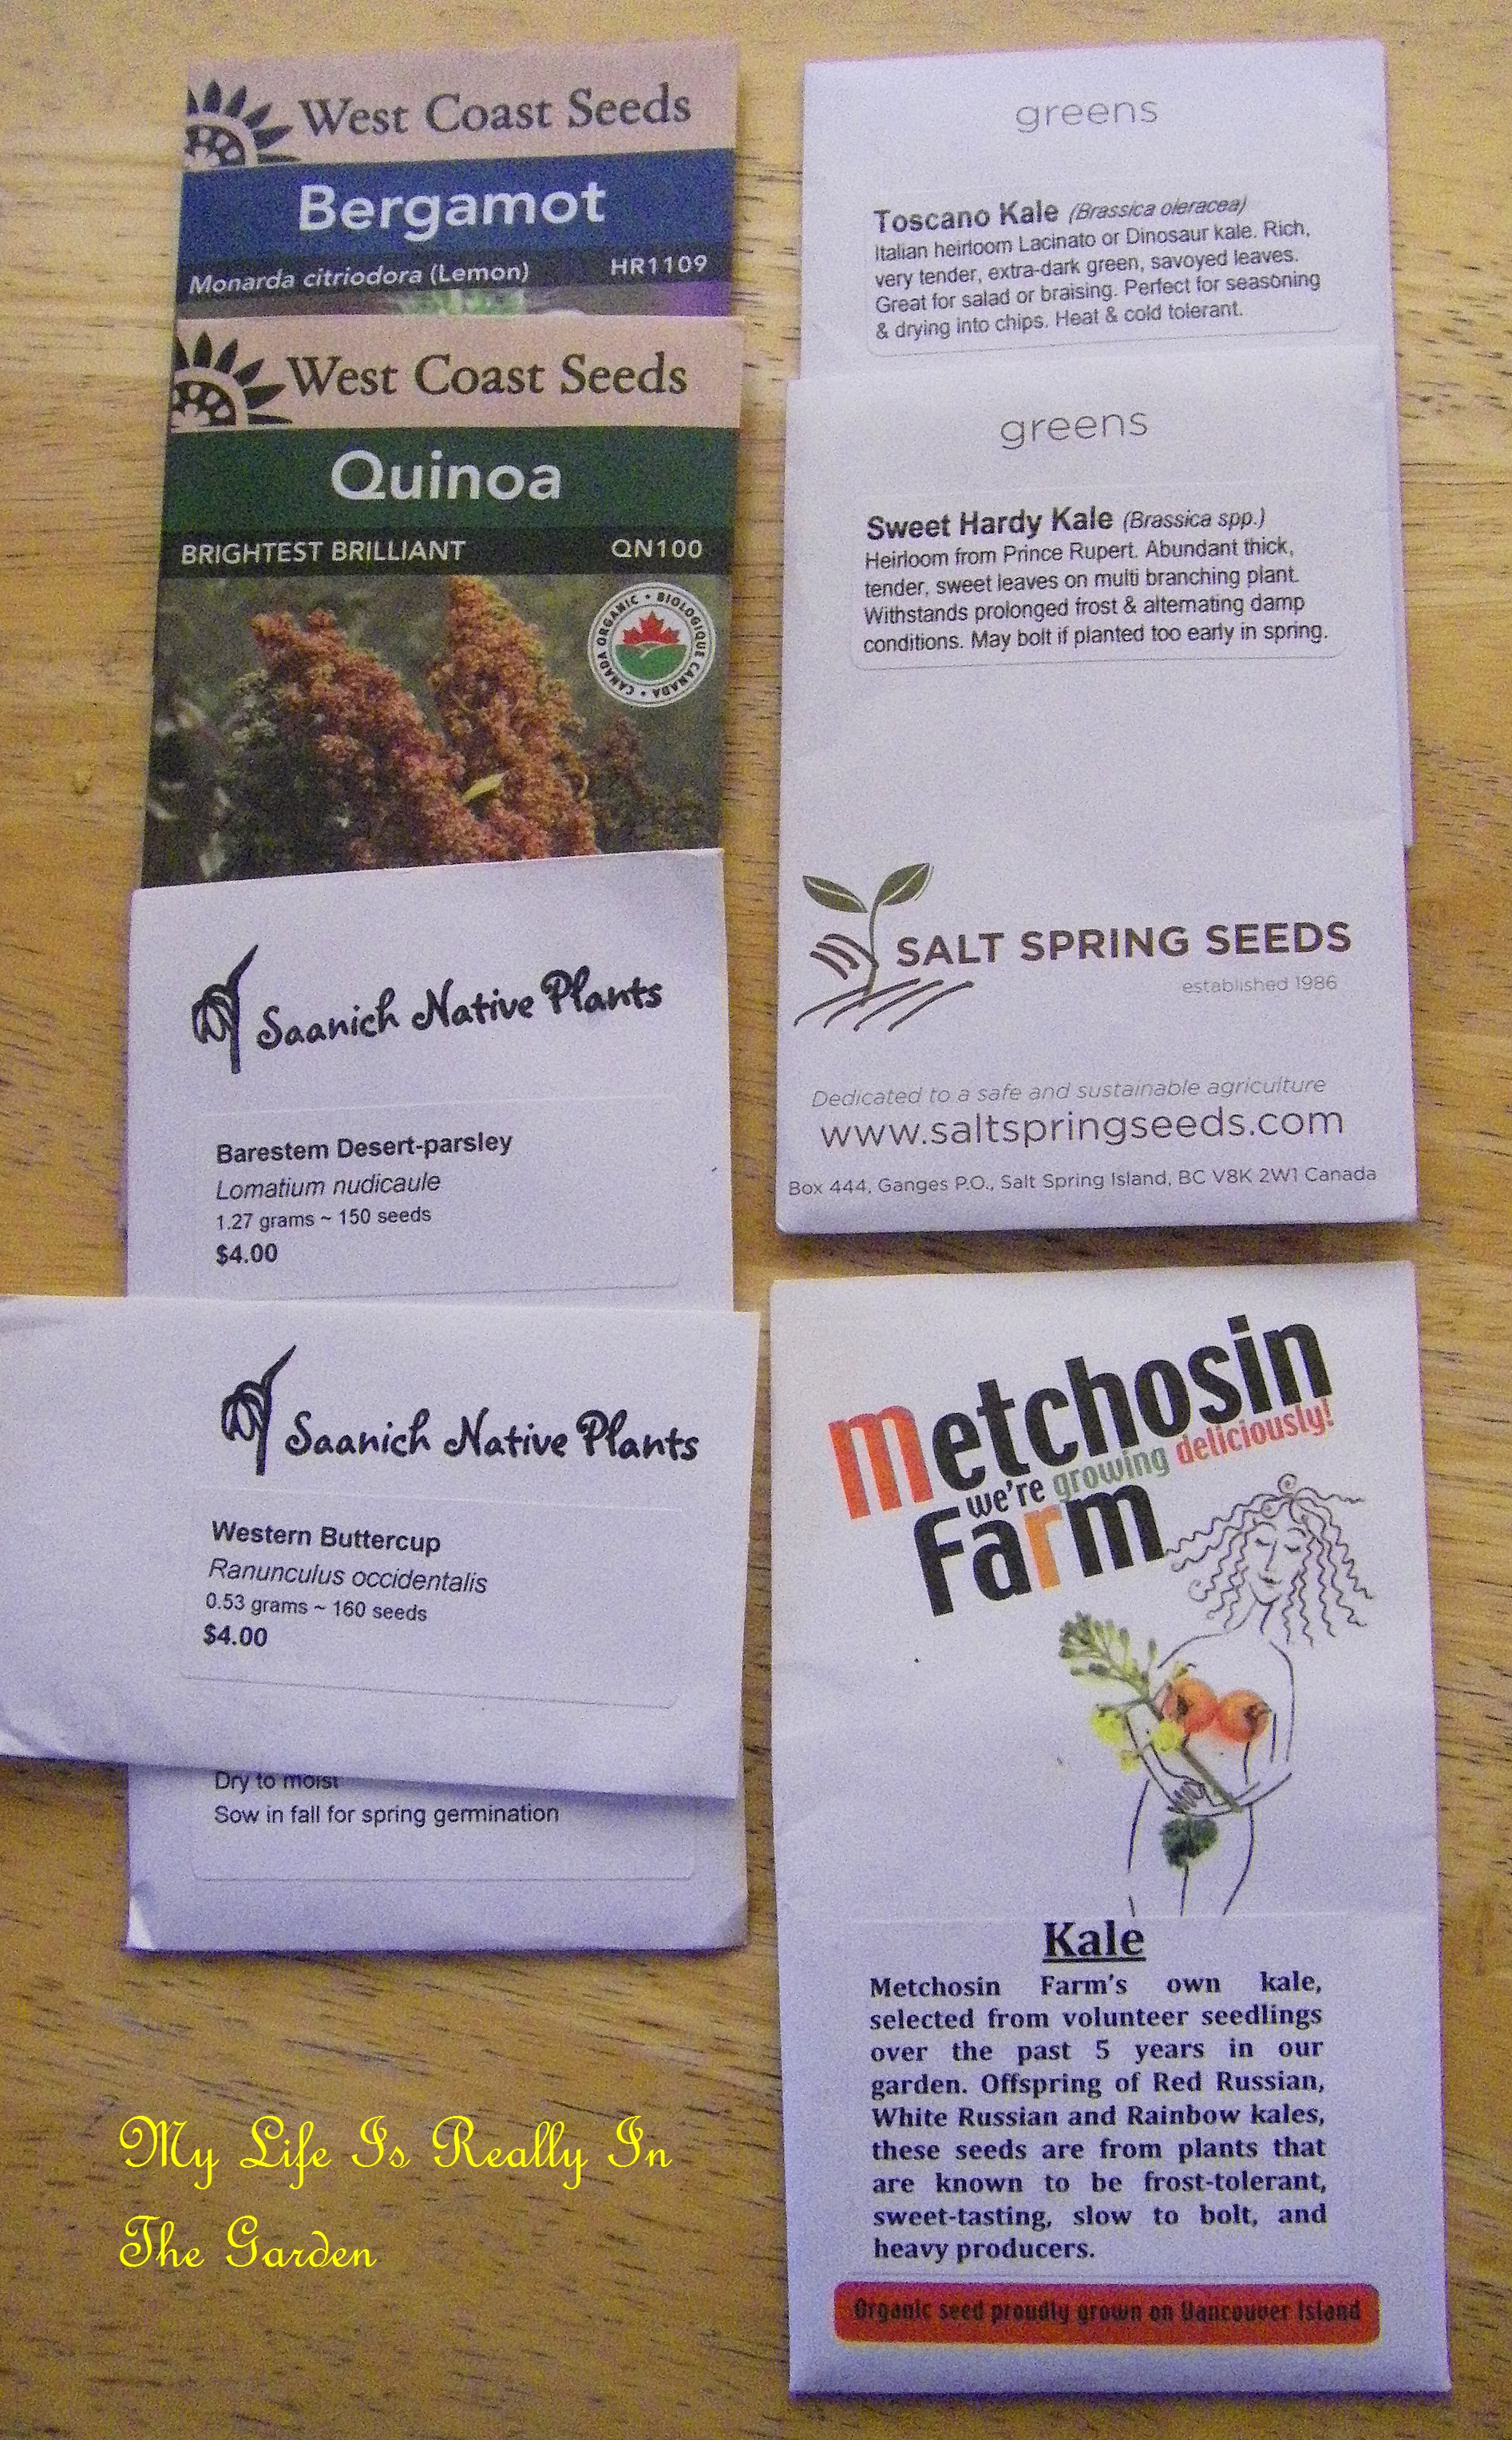 West Coast Seeds
Bergamot
Monarda citriodora (Lemon) HR1109
West Coast Seeds
Quinoa
BRIGHTEST BRILLIANT QN100
CANADA ORGANIC • BIOLOGIQUE CANADA •
Saanich Native Plants
Barestem Desert-parsley
Lomatium nudicaule
1.27 grams ~ 150 seeds
$4.00
Saanich Native Plants
Western Buttercup
Ranunculus occidentalis
0.53 grams ~ 160 seeds
$4.00
Dry to moist
Sow in fall for spring germination
greens
Toscano Kale (Brassica oleracea)
Italian heirloom Lacinato or Dinosaur kale. Rich,
very tender, extra-dark green, savoyed leaves.
Great for salad or braising. Perfect for seasoning
& drying into chips. Heat & cold tolerant.
greens
Sweet Hardy Kale (Brassica spp.)
Heirloom from Prince Rupert. Abundant thick,
tender, sweet leaves on multi branching plant.
Withstands prolonged frost & alternating damp
conditions. May bolt if planted too early in spring.
SALT SPRING SEEDS
established 1986
Dedicated to a safe and sustainable agriculture
www.saltspringseeds.com
Box 444, Ganges P.O., Salt Spring Island, BC V8K 2W1 Canada
metchosin
we're growing deliciously!
Farm
Kale
Metchosin Farm's own kale,
selected from volunteer seedlings
over the past 5 years in our
garden. Offspring of Red Russian,
White Russian and Rainbow kales,
these seeds are from plants that
are known to be frost-tolerant,
sweet-tasting, slow to bolt, and
heavy producers.
Organic seed proudly grown on Vancouver Island
My Life Is Really In
The Garden